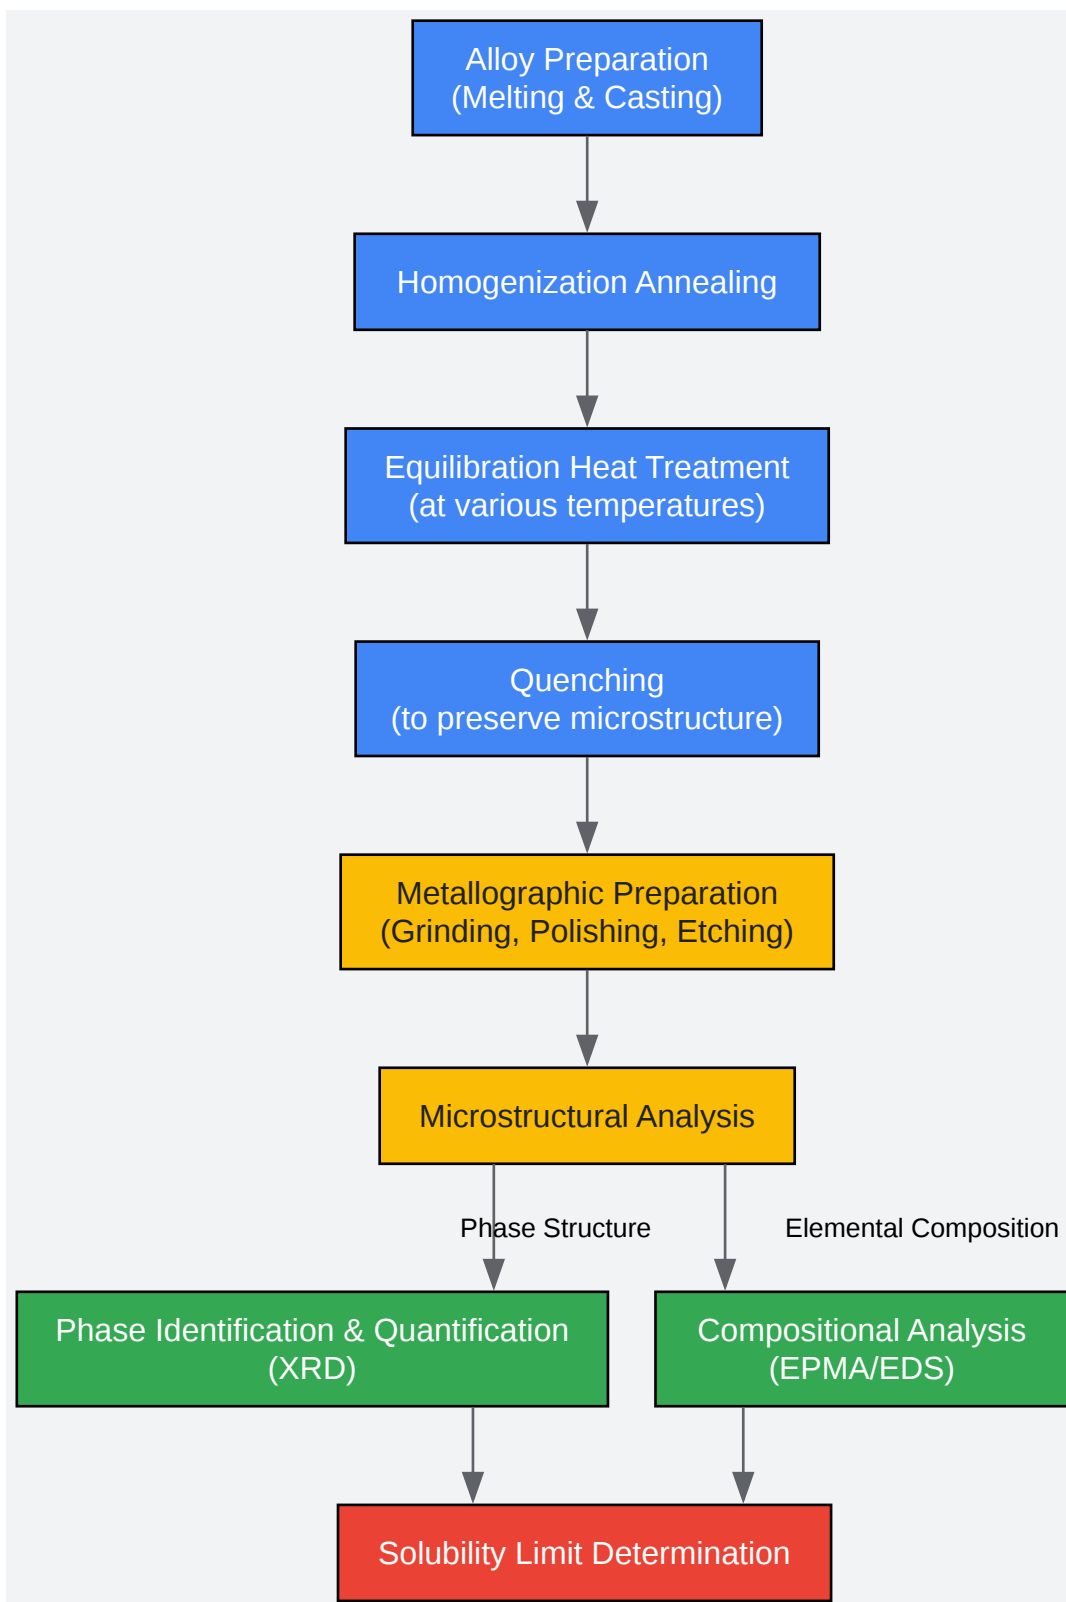 Alloy Preparation
(Melting & Casting)
Homogenization Annealing
Equilibration Heat Treatment
(at various temperatures)
Quenching
(to preserve microstructure)
Metallographic Preparation
(Grinding, Polishing, Etching)
Microstructural Analysis
Phase Structure
Elemental Composition
Phase Identification & Quantification
(XRD)
Compositional Analysis
(EPMA/EDS)
Solubility Limit Determination